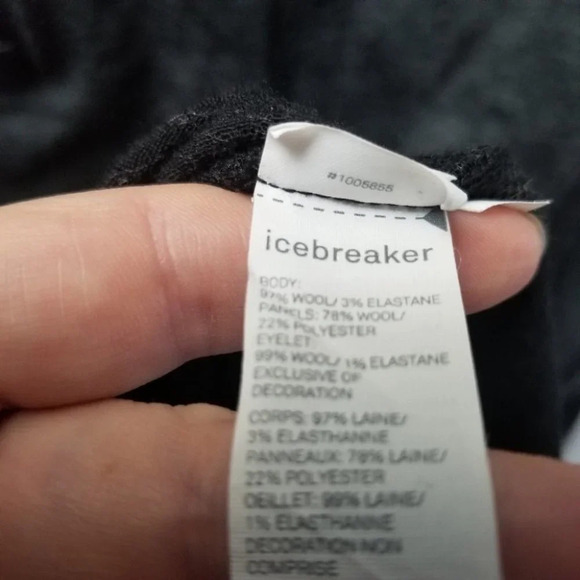 #1005855
icebreaker
BODY:
97% WOOL/ 3% ELASTANE
PANELS: 78% WOOL/
22% POLYESTER
EYELET:
99% WOOL/ 1% ELASTANE
EXCLUSIVE OF
DECORATION
CORPS: 97% LAINE/
3% ELASTHANNE
PANNEAUX: 78% LAINE/
22% POLYESTER
OEILLET: 99% LAINE/
1% ELASTHANNE
DECORATION NON
COMPRISE